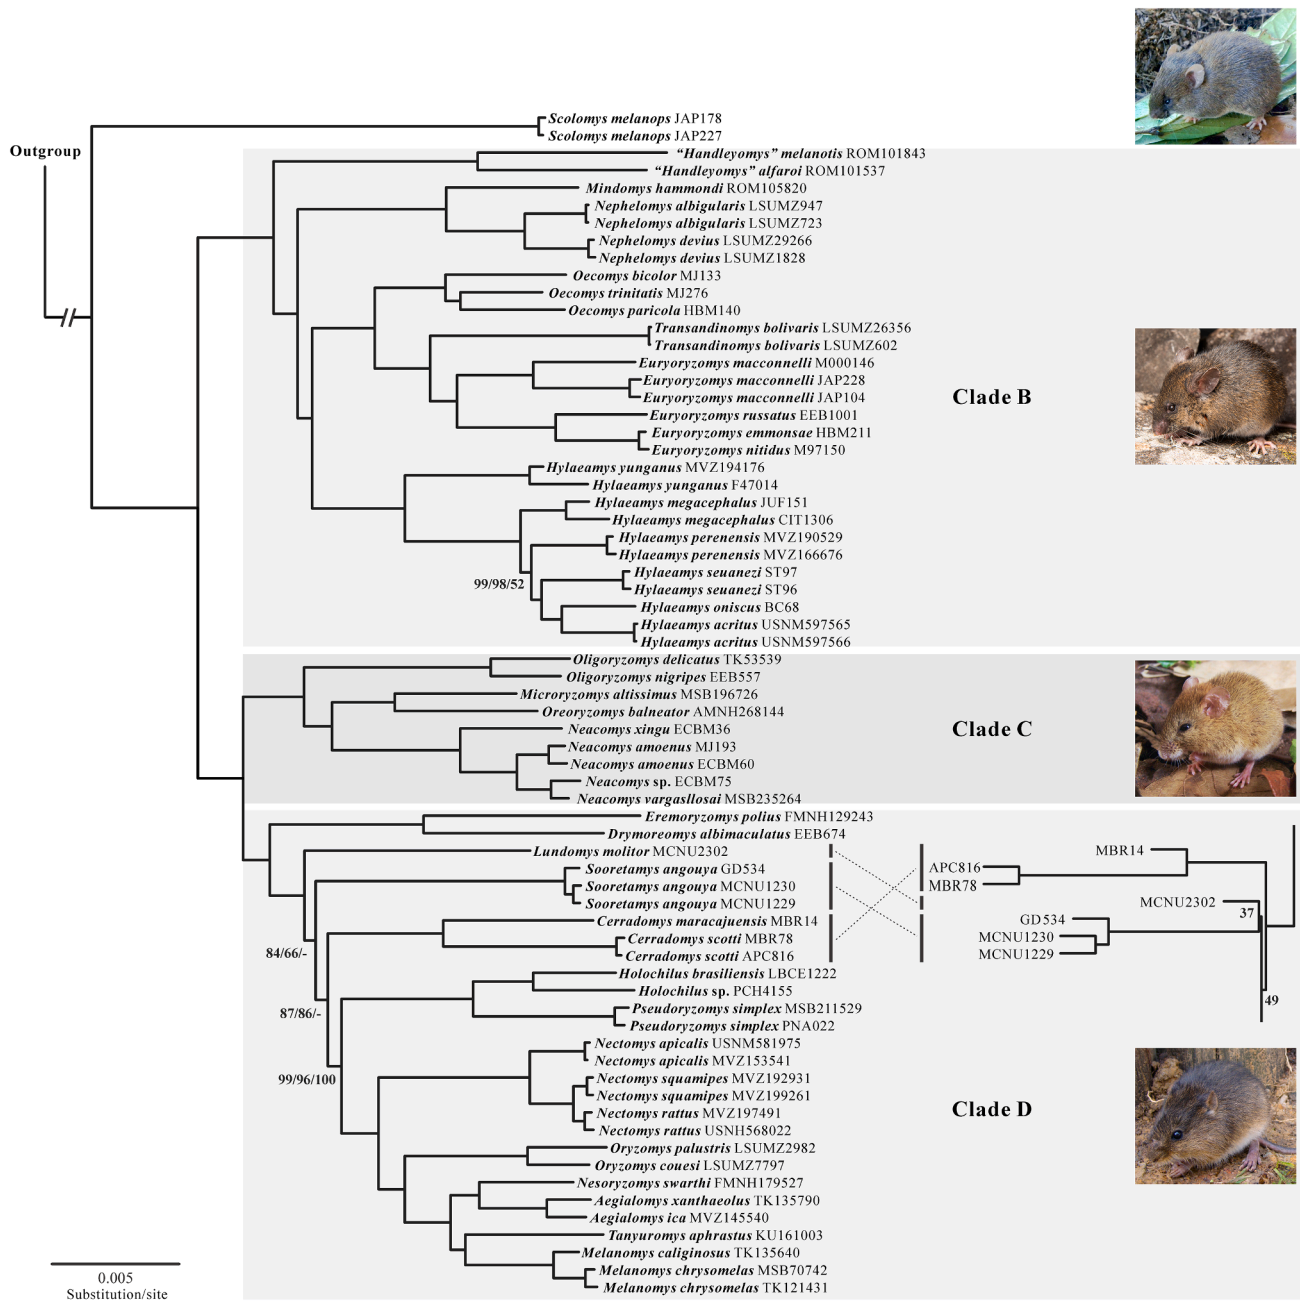 Scolomys melanops JAP178
Scolomys melanops JAP227
Outgroup
“Handleyomys” melanotis ROM101843
“Handleyomys” alfaroi ROM101537
Mindomys hammondi ROM105820
Nephelomys albigularis LSUMZ947
Nephelomys albigularis LSUMZ723
Nephelomys devius LSUMZ29266
Nephelomys devius LSUMZ1828
Oecomys bicolor MJ133
Oecomys trinitatis MJ276
Oecomys paricola HBM140
Transandinomys bolivaris LSUMZ26356
Transandinomys bolivaris LSUMZ602
Euryoryzomys macconnelli M000146
Euryoryzomys macconnelli JAP228
Euryoryzomys macconnelli JAP104
Clade B
Euryoryzomys russatus EEB1001
Euryoryzomys emmonsae HBM211
Euryoryzomys nitidus M97150
Hylaeamys yunganus MVZ194176
Hylaeamys yunganus F47014
Hylaeamys megacephalus JUF151
Hylaeamys megacephalus CIT1306
Hylaeamys perenensis MVZ190529
Hylaeamys perenensis MVZ166676
Hylaeamys seuanezi ST97
99/98/52
Hylaeamys seuanezi ST96
Hylaeamys oniscus BC68
Hylaeamys acritus USNM597565
Hylaeamys acritus USNM597566
Oligoryzomys delicatus TK53539
Oligoryzomys nigripes EEB557
Microryzomys altissimus MSB196726
Oreoryzomys balneator AMNH268144
Neacomys xingu ECBM36
Clade C
Neacomys amoenus MJ193
Neacomys amoenus ECBM60
Neacomys sp. ECBM75
Neacomys vargasllosai MSB235264
Eremoryzomys polius FMNH129243
Drymoreomys albimaculatus EEB674
Lundomys molitor MCNU2302
MBR14
Sooretamys angouya GD534
APC816
Sooretamys angouya MCNU1230
MBR78
Sooretamys angouya MCNU1229
MCNU2302
37
Cerradomys maracajuensis MBR14
GD534
Cerradomys scotti MBR78
MCNU1230
84/66/-
Cerradomys scotti APC816
MCNU1229
Holochilus brasiliensis LBCE1222
Holochilus sp. PCH4155
49
Pseudoryzomys simplex MSB211529
87/86/-
Pseudoryzomys simplex PNA022
Nectomys apicalis USNM581975
Nectomys apicalis MVZ153541
99/96/100
Nectomys squamipes MVZ192931
Nectomys squamipes MVZ199261
Nectomys rattus MVZ197491
Clade D
Nectomys rattus USNH568022
Oryzomys palustris LSUMZ2982
Oryzomys couesi LSUMZ7797
Nesoryzomys swarthi FMNH179527
Aegialomys xanthaeolus TK135790
Aegialomys ica MVZ145540
Tanyuromys aphrastus KU161003
Melanomys caliginosus TK135640
Melanomys chrysomelas MSB70742
Melanomys chrysomelas TK121431
0.005
Substitution/site